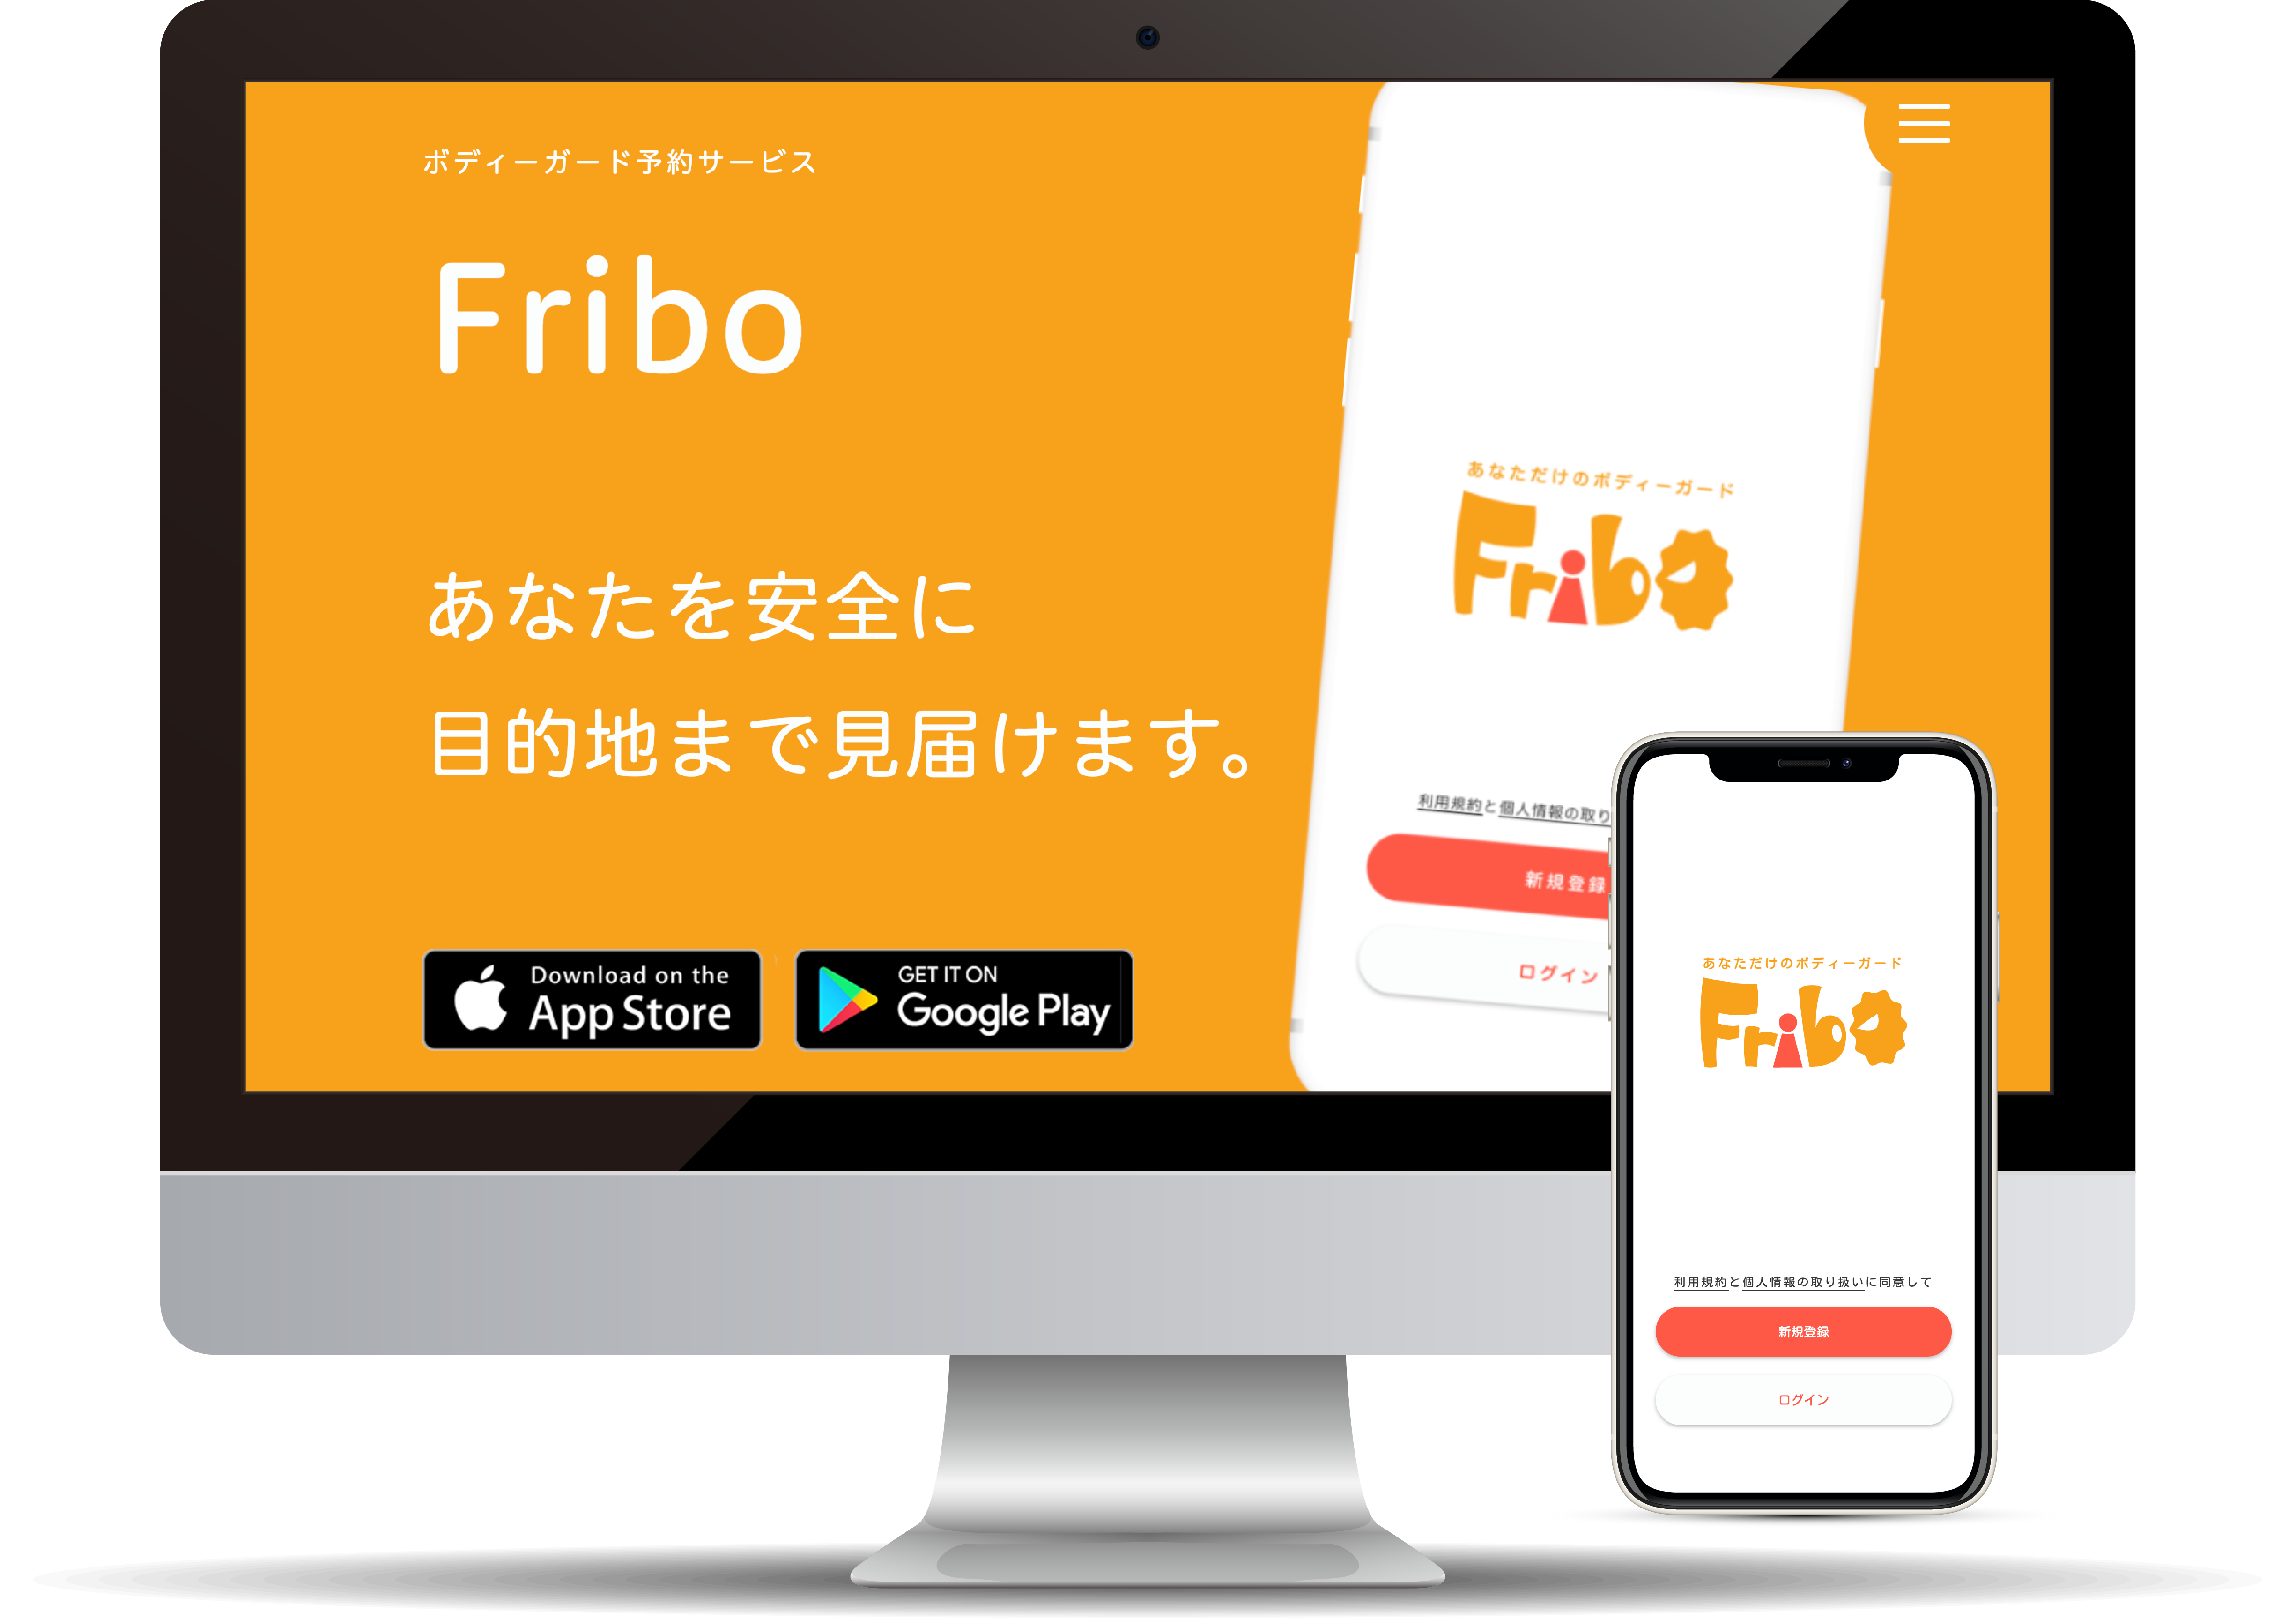 ボディーガード予約サービス
Fribo
あなたを安全に
目的地まで見届けます。
Download on the
App Store
GET IT ON
Google Play
あなただけのボディーガード
Fribo
利用規約と個人情報の取り
新規登録
ログイン
あなただけのボディーガード
Fribo
利用規約と個人情報の取り扱いに同意して
新規登録
ログイン